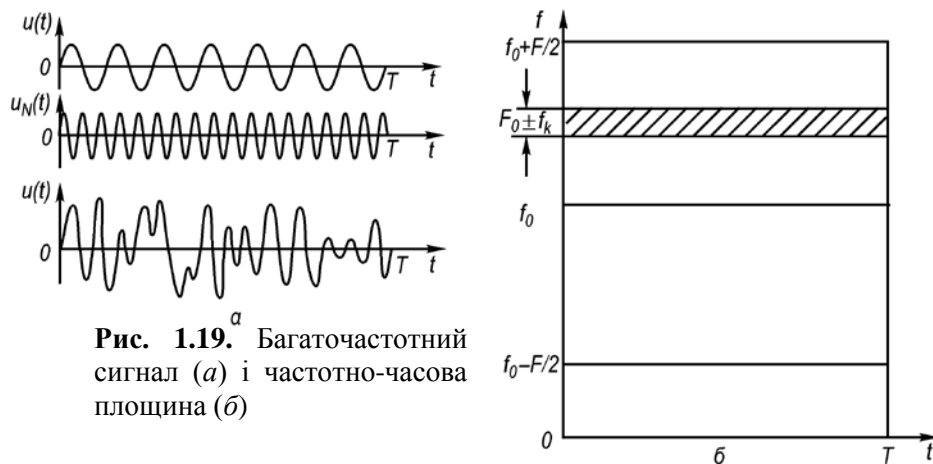 u(t)
0
T t
u_N(t)
0
T t
u(t)
0
T t
а
Рис. 1.19. Багаточастотний
сигнал (а) і частотно-часова
площина (б)
f
f₀+F/2
F₀±fₖ
f₀
f₀–F/2
0
б
T t